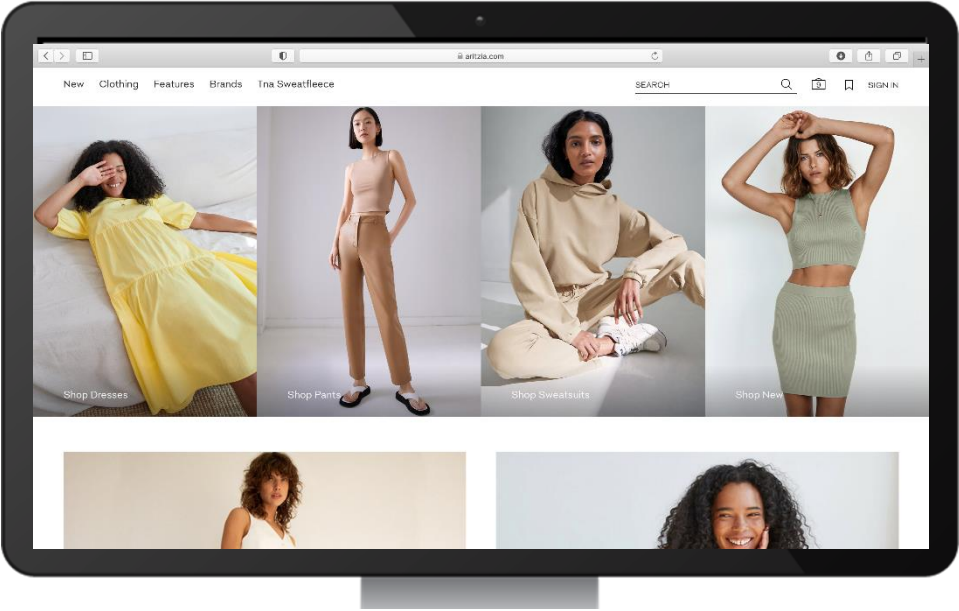 aritzia.com
New Clothing Features Brands Tna Sweatfleece
SEARCH 0 SIGN IN
Shop Dresses Shop Pants Shop Sweatsuits Shop New